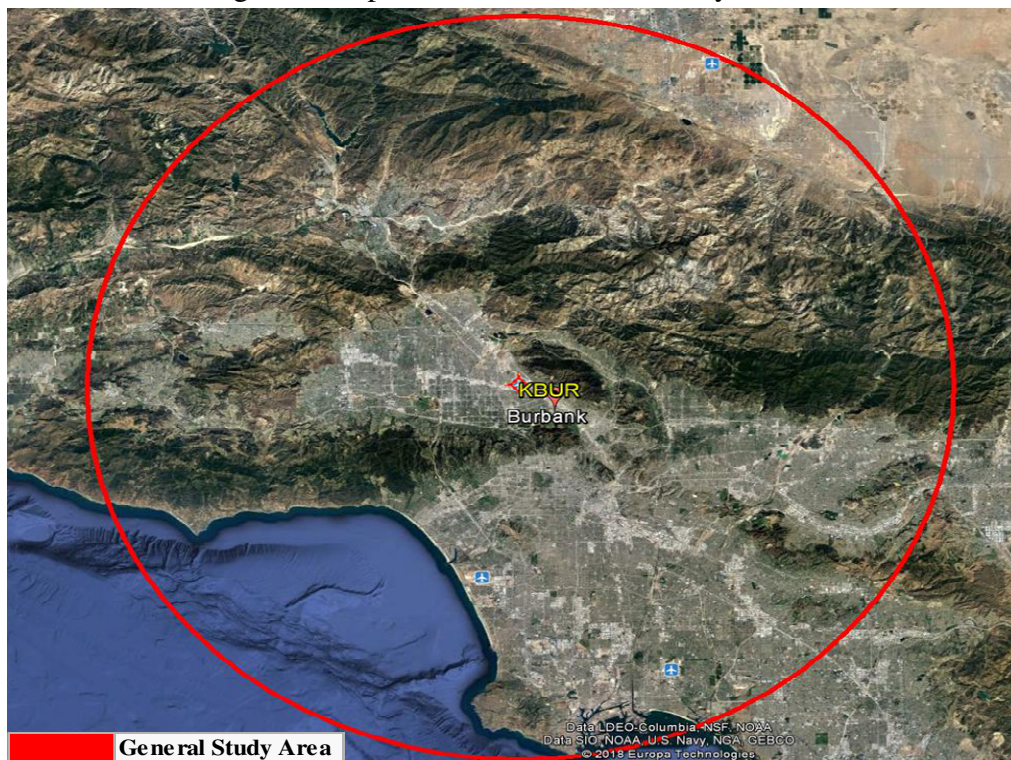 KBUR
Burbank
Data LDEO-Columbia, NSF, NOAA
Data SIO, NOAA, U.S. Navy, NGA, GEBCO
© 2018 Europa Technologies
General Study Area